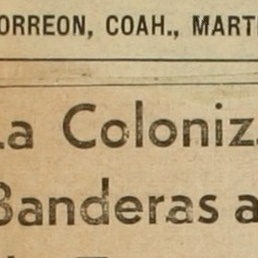 ORREON, COAH., MART
La Coloniz
Banderas a